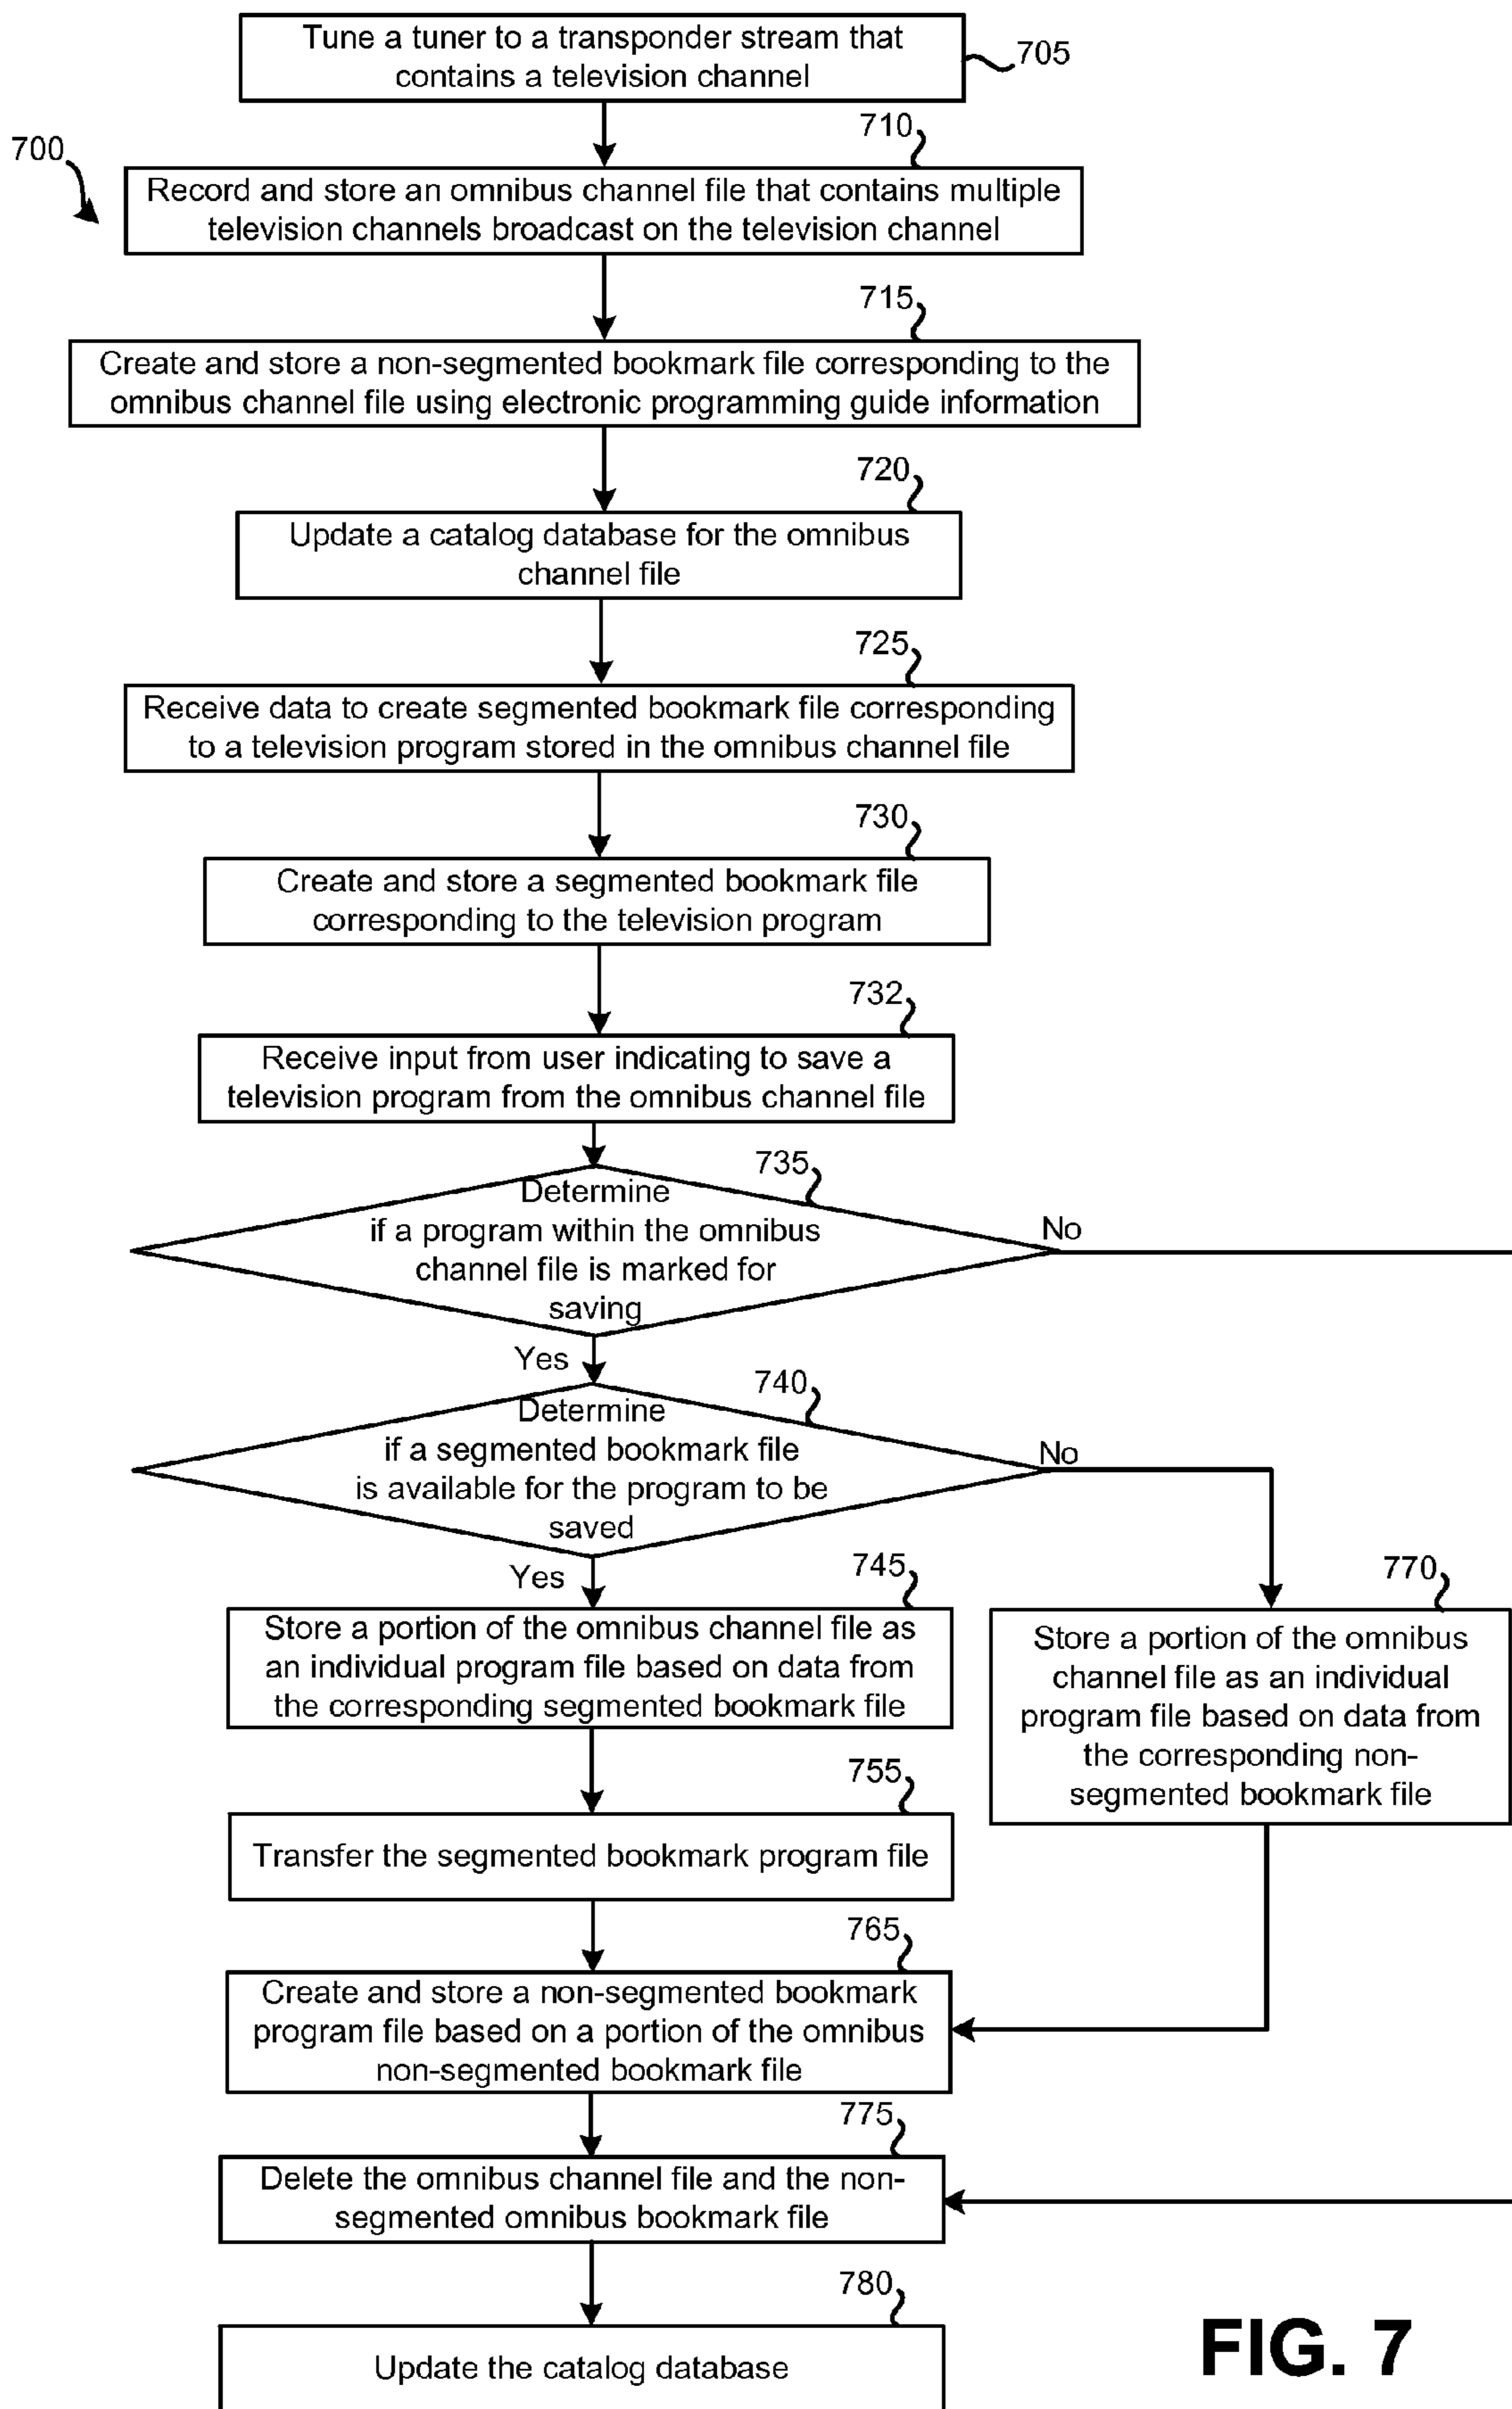 Tune a tuner to a transponder stream that
contains a television channel
705
700
710
Record and store an omnibus channel file that contains multiple
television channels broadcast on the television channel
715
Create and store a non-segmented bookmark file corresponding to the
omnibus channel file using electronic programming guide information
720
Update a catalog database for the omnibus
channel file
725
Receive data to create segmented bookmark file corresponding
to a television program stored in the omnibus channel file
730
Create and store a segmented bookmark file
corresponding to the television program
732
Receive input from user indicating to save a
television program from the omnibus channel file
735
Determine
if a program within the omnibus
channel file is marked for
saving
No
Yes
740
Determine
if a segmented bookmark file
is available for the program to be
saved
No
Yes
745
Store a portion of the omnibus channel file as
an individual program file based on data from
the corresponding segmented bookmark file
770
Store a portion of the omnibus
channel file as an individual
program file based on data from
the corresponding non-
segmented bookmark file
755
Transfer the segmented bookmark program file
765
Create and store a non-segmented bookmark
program file based on a portion of the omnibus
non-segmented bookmark file
775
Delete the omnibus channel file and the non-
segmented omnibus bookmark file
780
Update the catalog database
FIG. 7